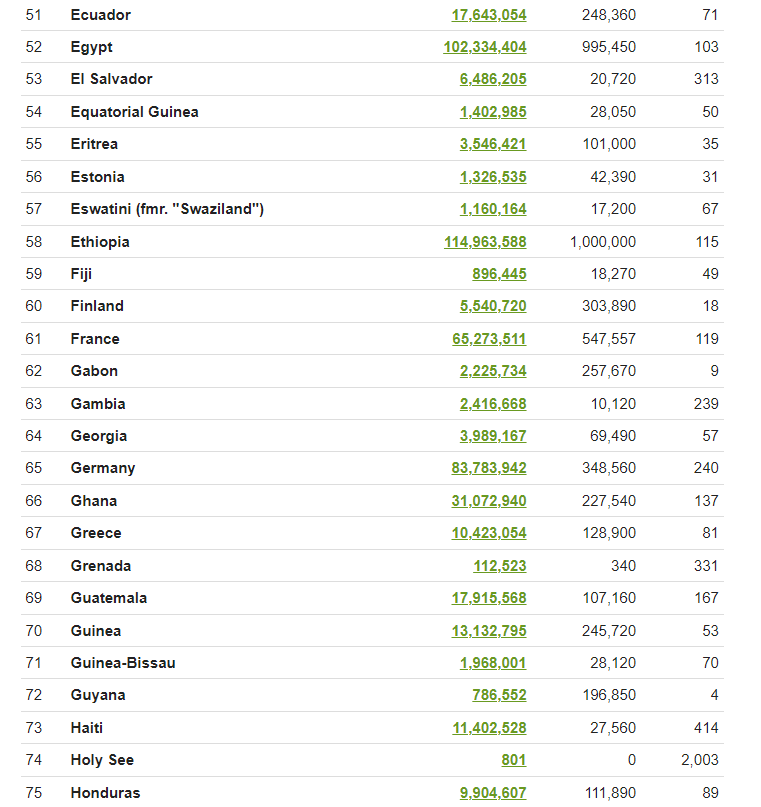 51 Ecuador 17,643,054 248,360 71
52 Egypt 102,334,404 995,450 103
53 El Salvador 6,486,205 20,720 313
54 Equatorial Guinea 1,402,985 28,050 50
55 Eritrea 3,546,421 101,000 35
56 Estonia 1,326,535 42,390 31
57 Eswatini (fmr. "Swaziland") 1,160,164 17,200 67
58 Ethiopia 114,963,588 1,000,000 115
59 Fiji 896,445 18,270 49
60 Finland 5,540,720 303,890 18
61 France 65,273,511 547,557 119
62 Gabon 2,225,734 257,670 9
63 Gambia 2,416,668 10,120 239
64 Georgia 3,989,167 69,490 57
65 Germany 83,783,942 348,560 240
66 Ghana 31,072,940 227,540 137
67 Greece 10,423,054 128,900 81
68 Grenada 112,523 340 331
69 Guatemala 17,915,568 107,160 167
70 Guinea 13,132,795 245,720 53
71 Guinea-Bissau 1,968,001 28,120 70
72 Guyana 786,552 196,850 4
73 Haiti 11,402,528 27,560 414
74 Holy See 801 0 2,003
75 Honduras 9,904,607 111,890 89